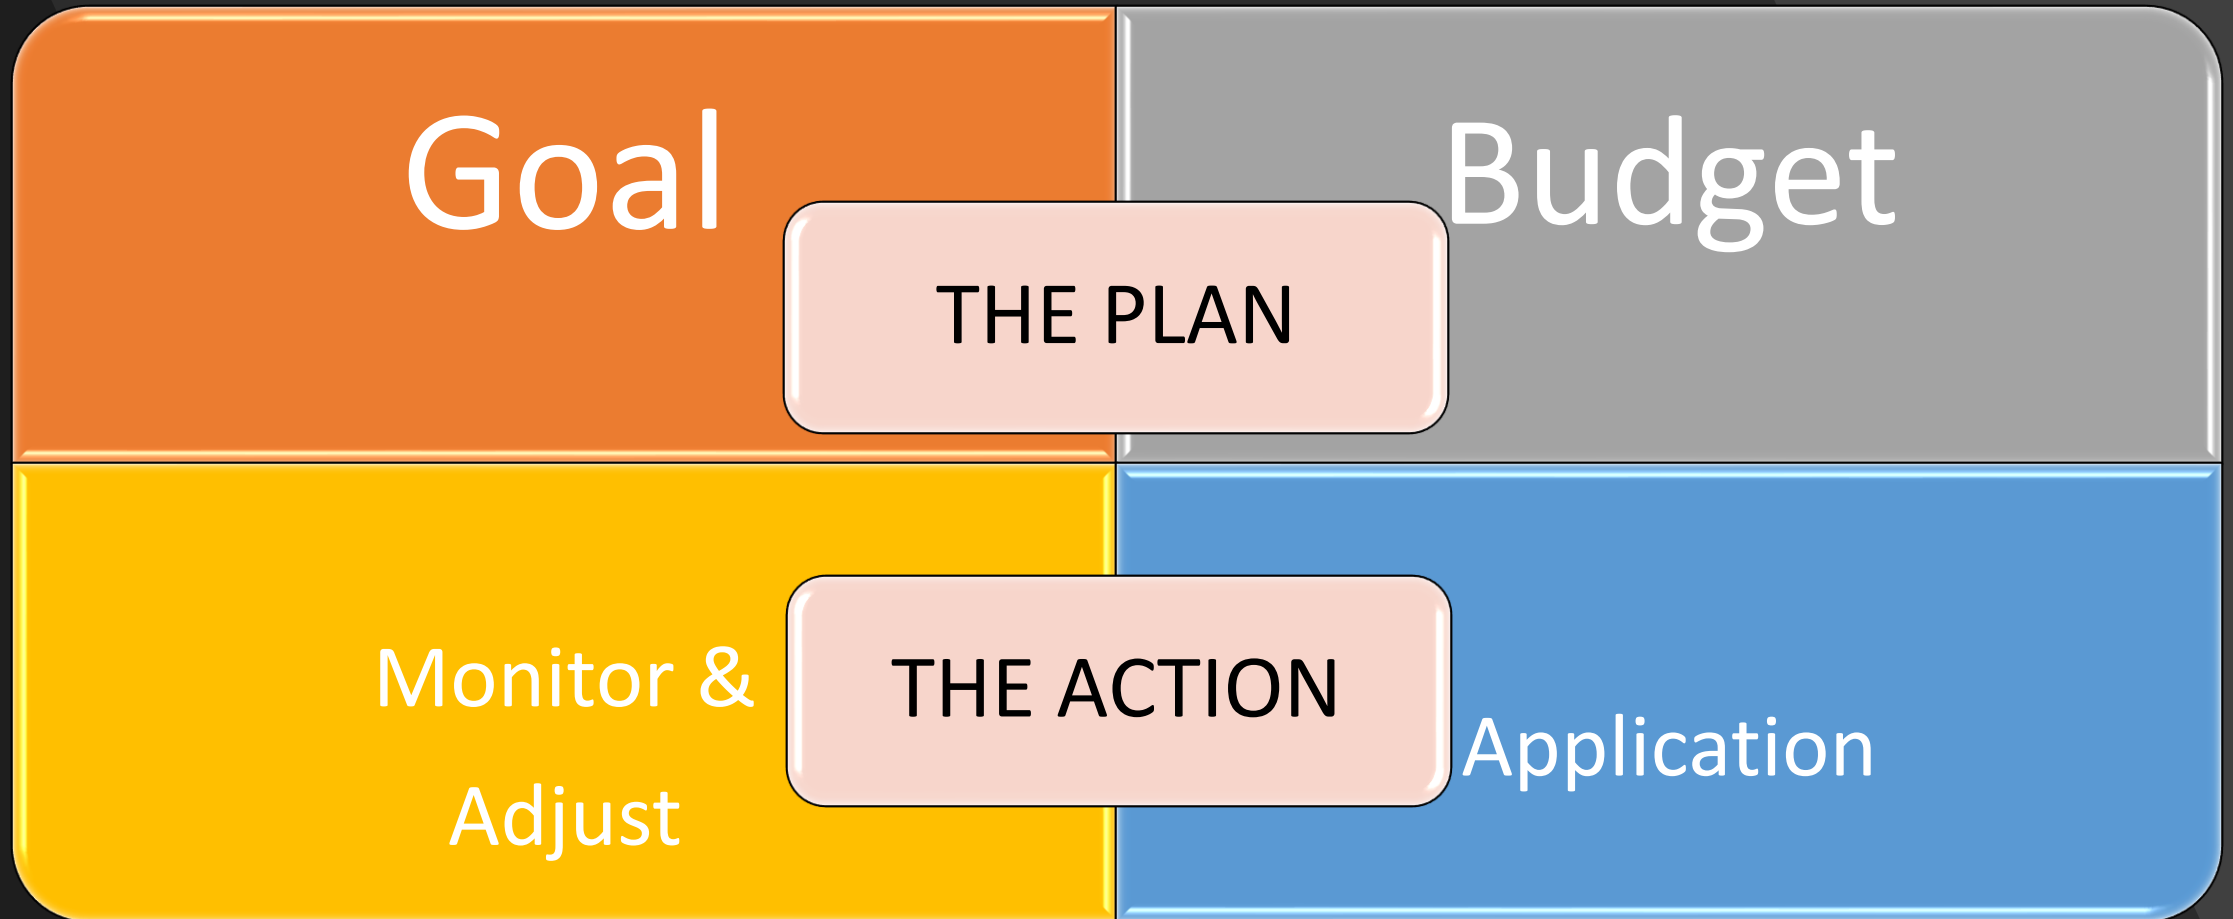 Goal
Budget
THE PLAN
Monitor &
Adjust
THE ACTION
Application